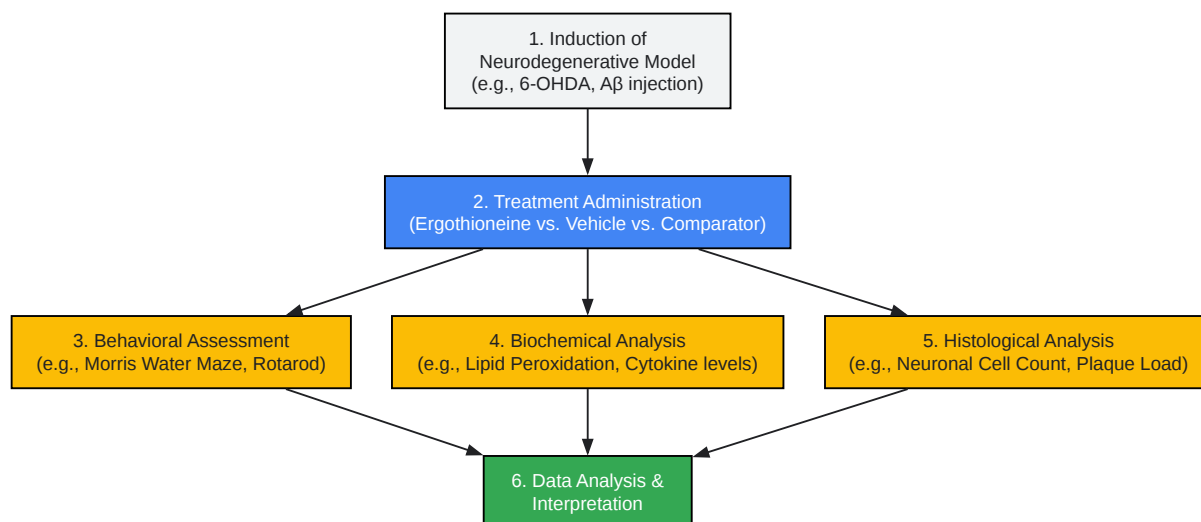 1. Induction of
Neurodegenerative Model
(e.g., 6-OHDA, Aβ injection)
2. Treatment Administration
(Ergothioneine vs. Vehicle vs. Comparator)
3. Behavioral Assessment
(e.g., Morris Water Maze, Rotarod)
4. Biochemical Analysis
(e.g., Lipid Peroxidation, Cytokine levels)
5. Histological Analysis
(e.g., Neuronal Cell Count, Plaque Load)
6. Data Analysis &
Interpretation